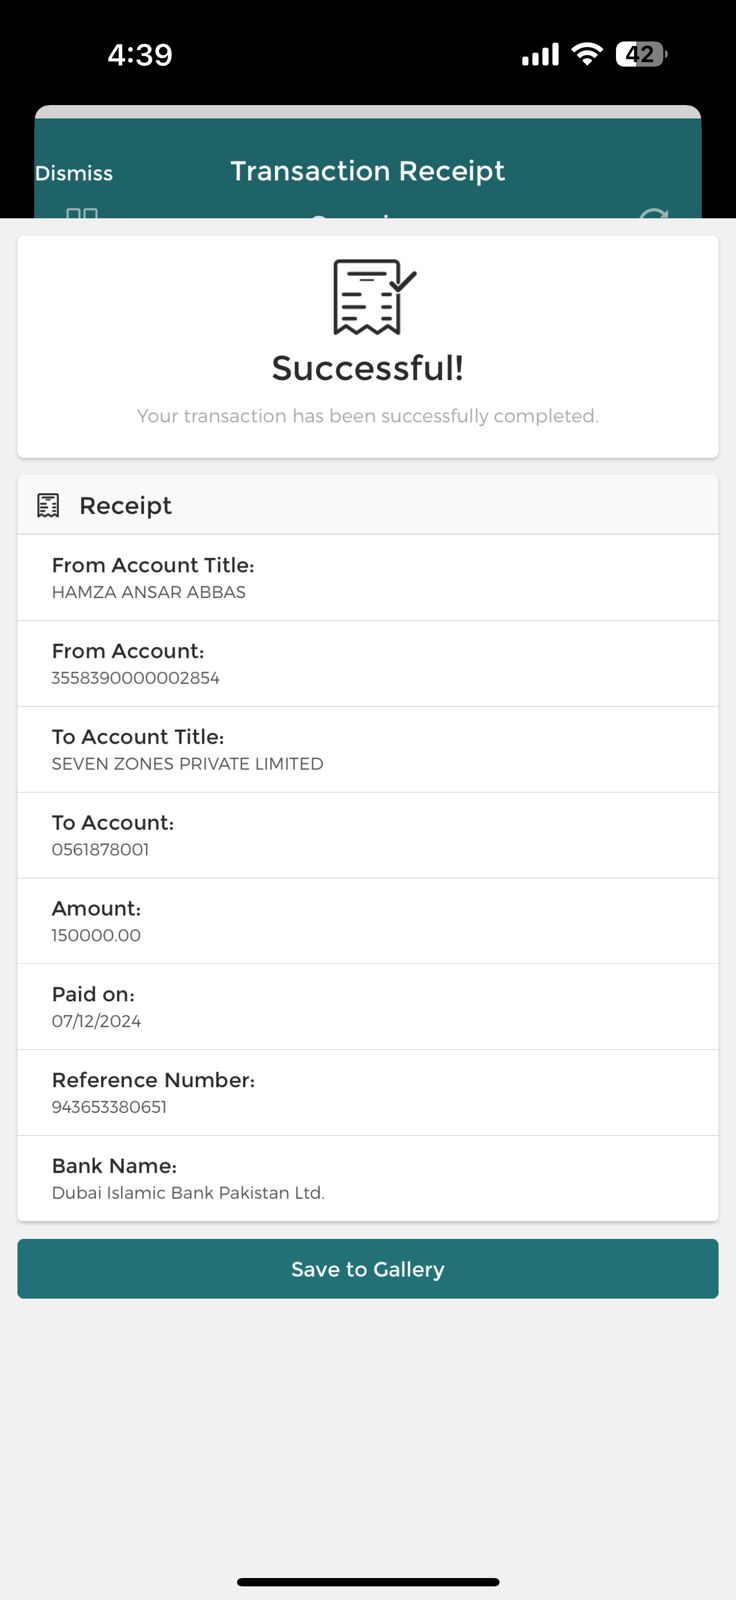 4:39
42
Dismiss
Transaction Receipt
Successful!
Your transaction has been successfully completed.
Receipt
From Account Title:
HAMZA ANSAR ABBAS
From Account:
3558390000002854
To Account Title:
SEVEN ZONES PRIVATE LIMITED
To Account:
0561878001
Amount:
150000.00
Paid on:
07/12/2024
Reference Number:
943653380651
Bank Name:
Dubai Islamic Bank Pakistan Ltd.
Save to Gallery